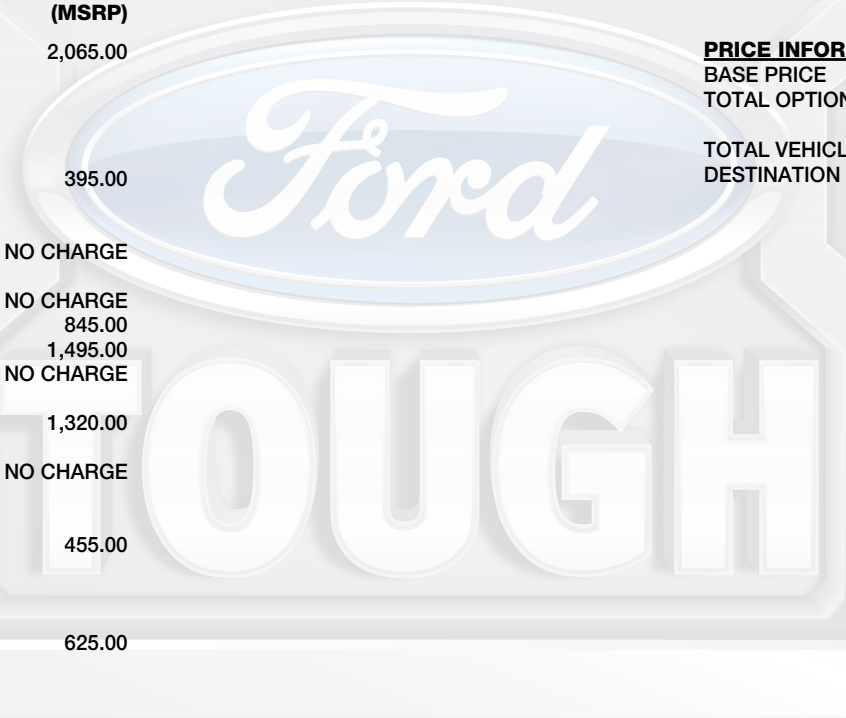 (MSRP)
2,065.00
395.00
NO CHARGE
NO CHARGE
845.00
1,495.00
NO CHARGE
1,320.00
NO CHARGE
455.00
625.00
PRICE INFOR
BASE PRICE
TOTAL OPTION
TOTAL VEHICL
DESTINATION
Ford
TOUGH